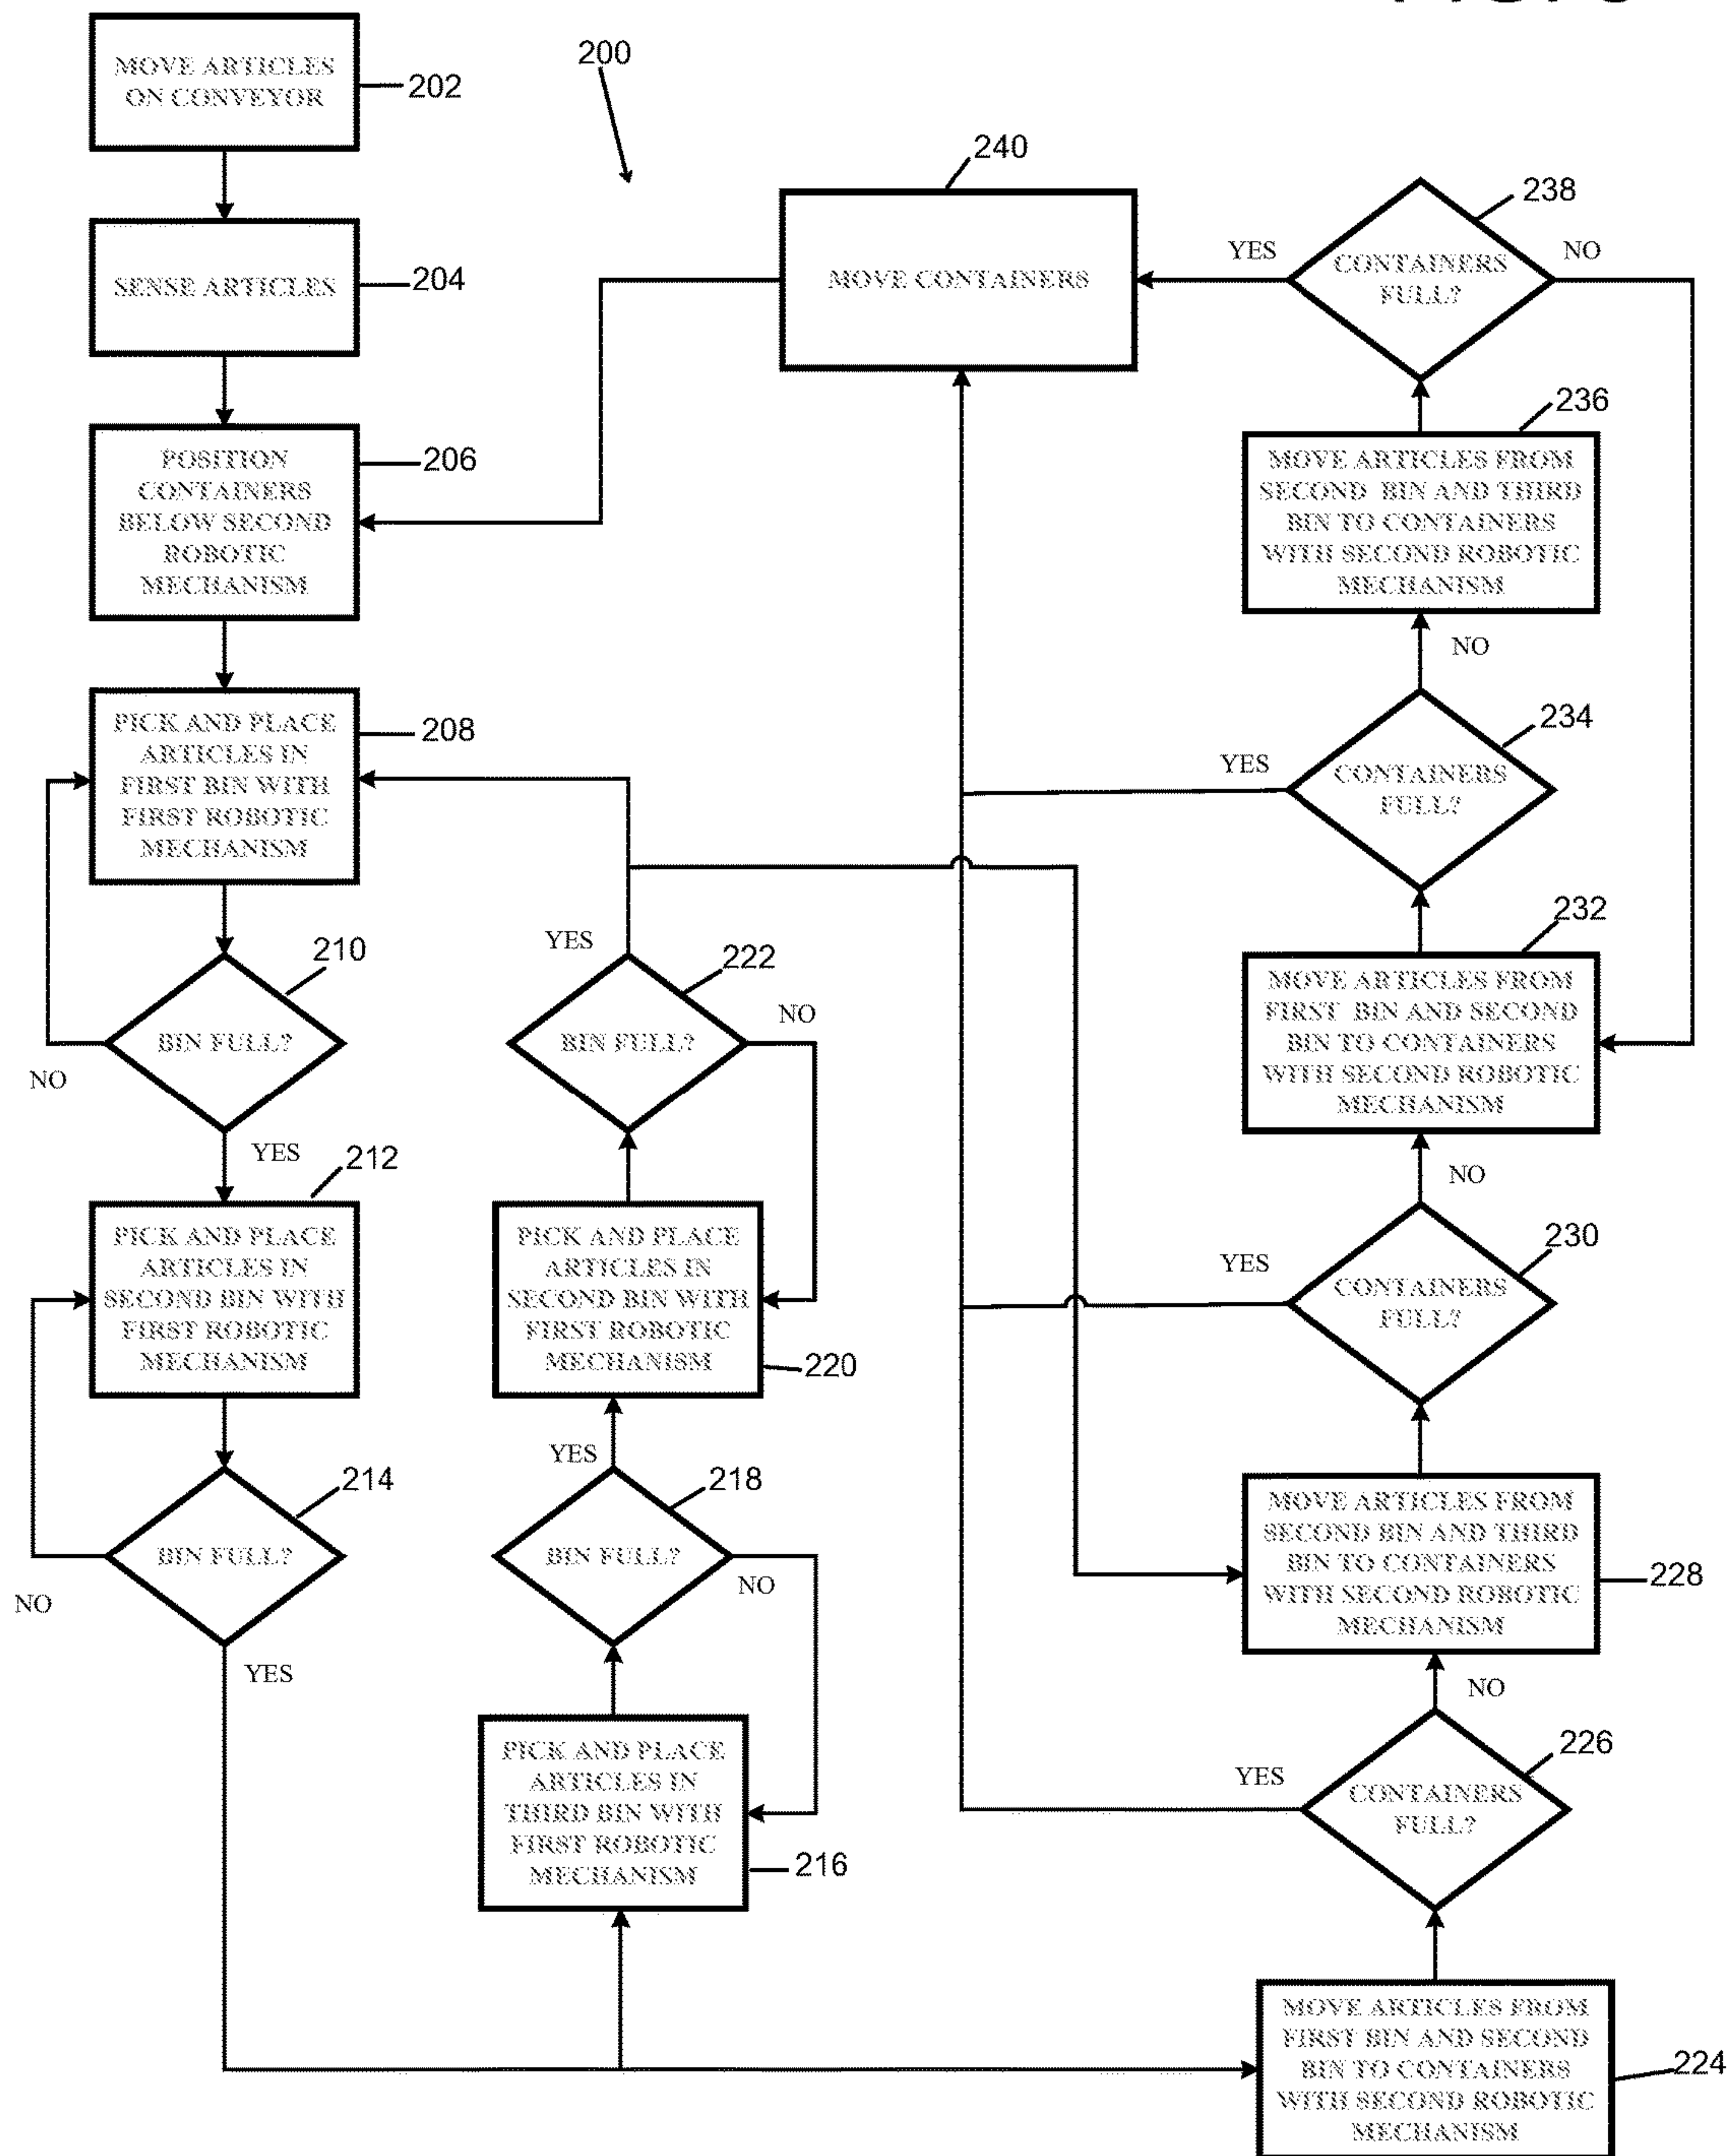 MOVE ARTICLES
ON CONVEYOR
202
200
SENSE ARTICLES
204
POSITION
CONTAINERS
BELOW SECOND
ROBOTIC
MECHANISM
206
PICK AND PLACE
ARTICLES IN
FIRST BIN WITH
FIRST ROBOTIC
MECHANISM
208
BIN FULL?
210
NO
YES
PICK AND PLACE
ARTICLES IN
SECOND BIN WITH
FIRST ROBOTIC
MECHANISM
212
BIN FULL?
214
NO
YES
BIN FULL?
222
YES
NO
PICK AND PLACE
ARTICLES IN
SECOND BIN WITH
FIRST ROBOTIC
MECHANISM
220
YES
BIN FULL?
218
NO
PICK AND PLACE
ARTICLES IN
THIRD BIN WITH
FIRST ROBOTIC
MECHANISM
216
240
MOVE CONTAINERS
238
YES
NO
CONTAINERS
FULL?
236
MOVE ARTICLES FROM
SECOND BIN AND THIRD
BIN TO CONTAINERS
WITH SECOND ROBOTIC
MECHANISM
NO
234
YES
CONTAINERS
FULL?
232
MOVE ARTICLES FROM
FIRST BIN AND SECOND
BIN TO CONTAINERS
WITH SECOND ROBOTIC
MECHANISM
NO
230
YES
CONTAINERS
FULL?
MOVE ARTICLES FROM
SECOND BIN AND THIRD
BIN TO CONTAINERS
WITH SECOND ROBOTIC
MECHANISM
228
NO
226
YES
CONTAINERS
FULL?
MOVE ARTICLES FROM
FIRST BIN AND SECOND
BIN TO CONTAINERS
WITH SECOND ROBOTIC
MECHANISM
224